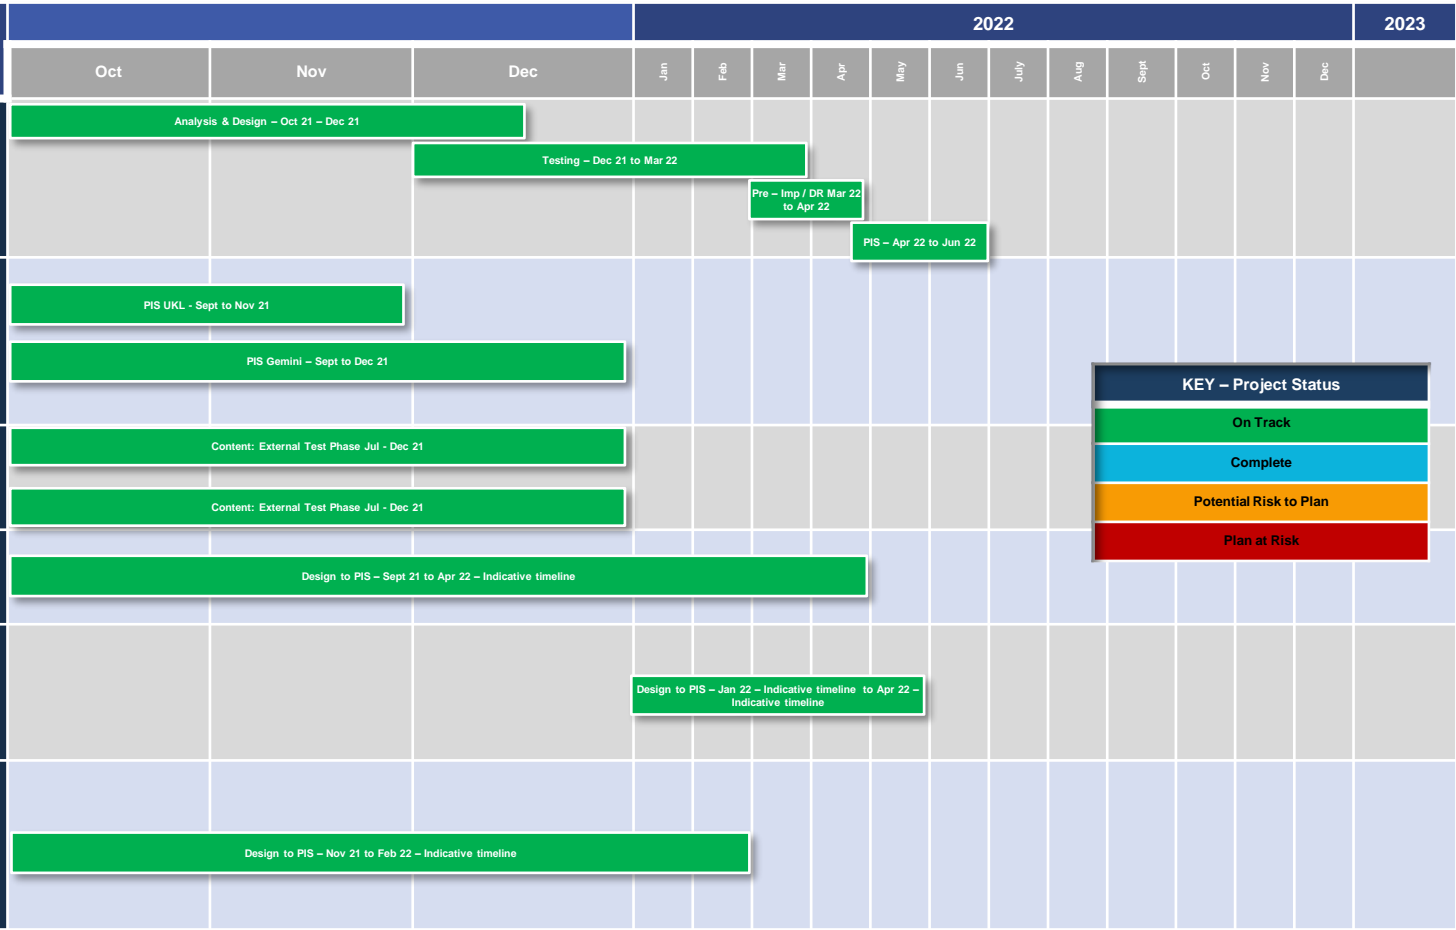 2022
2023
Oct
Nov
Dec
Jan
Feb
Mar
Apr
May
Jun
July
Aug
Sept
Oct
Nov
Dec
Analysis & Design – Oct 21 – Dec 21
Testing – Dec 21 to Mar 22
Pre – Imp / DR Mar 22
to Apr 22
PIS – Apr 22 to Jun 22
PIS UKL - Sept to Nov 21
PIS Gemini – Sept to Dec 21
KEY – Project Status
On Track
Complete
Potential Risk to Plan
Plan at Risk
Content: External Test Phase Jul - Dec 21
Content: External Test Phase Jul - Dec 21
Design to PIS – Sept 21 to Apr 22 – Indicative timeline
Design to PIS – Jan 22 – Indicative timeline to Apr 22 –
Indicative timeline
Design to PIS – Nov 21 to Feb 22 – Indicative timeline